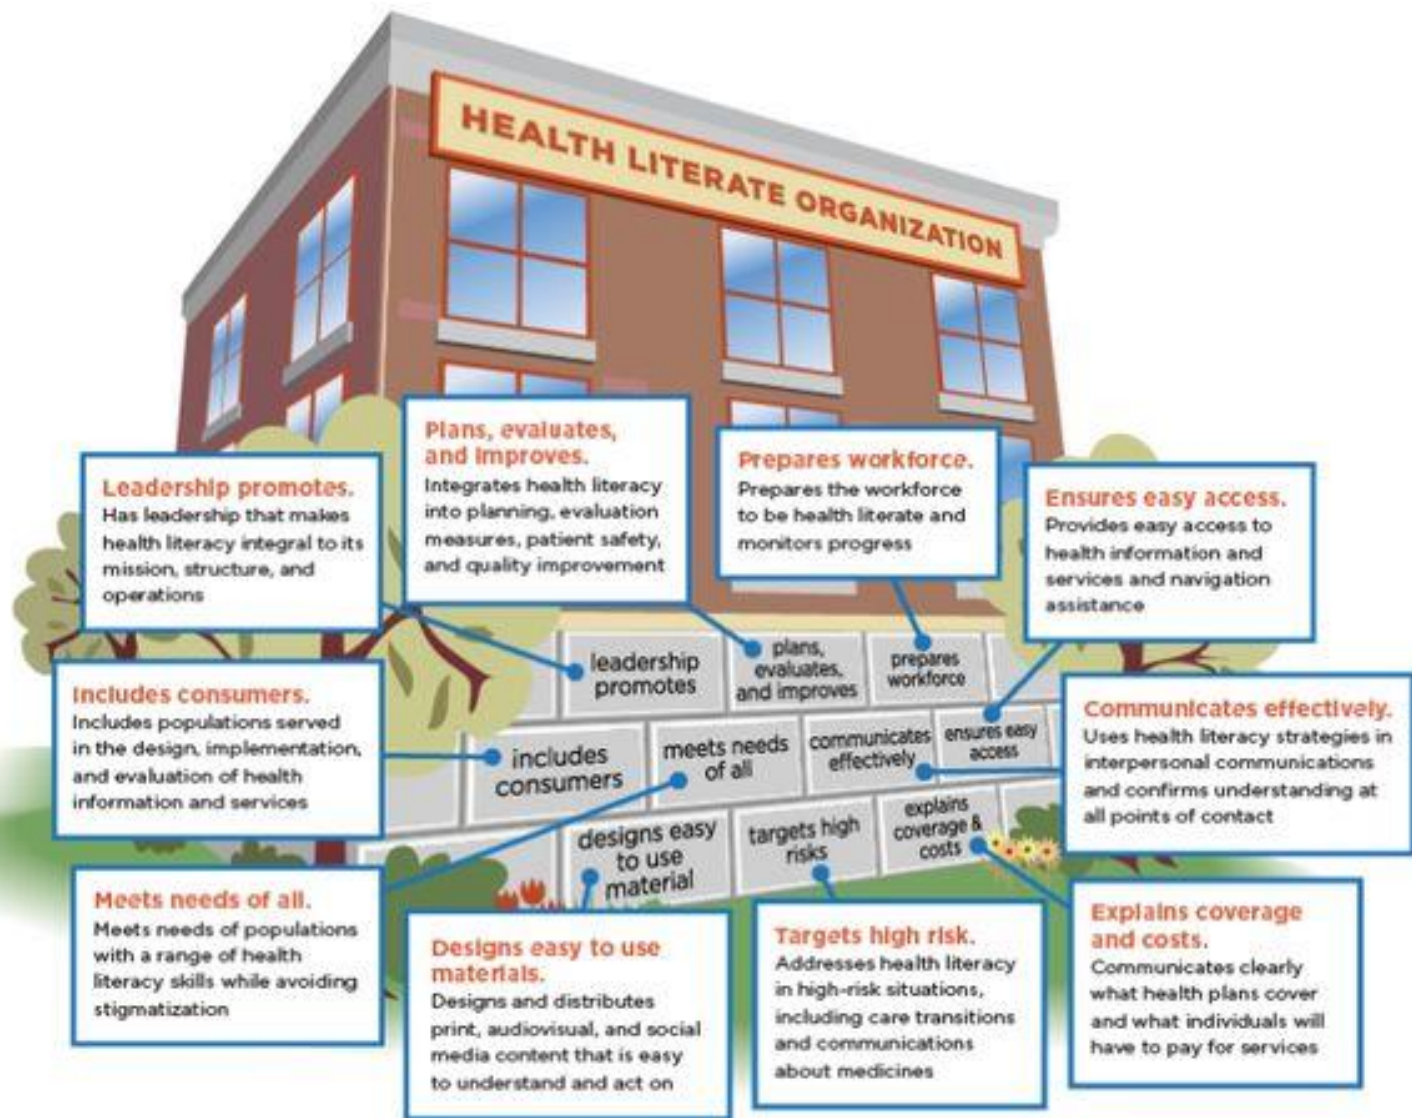 HEALTH LITERATE ORGANIZATION
Leadership promotes.
Has leadership that makes
health literacy integral to its
mission, structure, and
operations
Plans, evaluates,
and improves.
Integrates health literacy
into planning, evaluation
measures, patient safety,
and quality improvement
Prepares workforce.
Prepares the workforce
to be health literate and
monitors progress
Ensures easy access.
Provides easy access to
health information and
services and navigation
assistance
leadership
promotes
plans,
evaluates,
and improves
prepares
workforce
Includes consumers.
Includes populations served
in the design, implementation,
and evaluation of health
information and services
includes
consumers
meets needs
of all
communicates
effectively
ensures easy
access
Communicates effectively.
Uses health literacy strategies in
interpersonal communications
and confirms understanding at
all points of contact
designs easy
to use
material
targets high
risks
explains
coverage &
costs
Meets needs of all.
Meets needs of populations
with a range of health
literacy skills while avoiding
stigmatization
Designs easy to use
materials.
Designs and distributes
print, audiovisual, and social
media content that is easy
to understand and act on
Targets high risk.
Addresses health literacy
in high-risk situations,
including care transitions
and communications
about medicines
Explains coverage
and costs.
Communicates clearly
what health plans cover
and what individuals will
have to pay for services